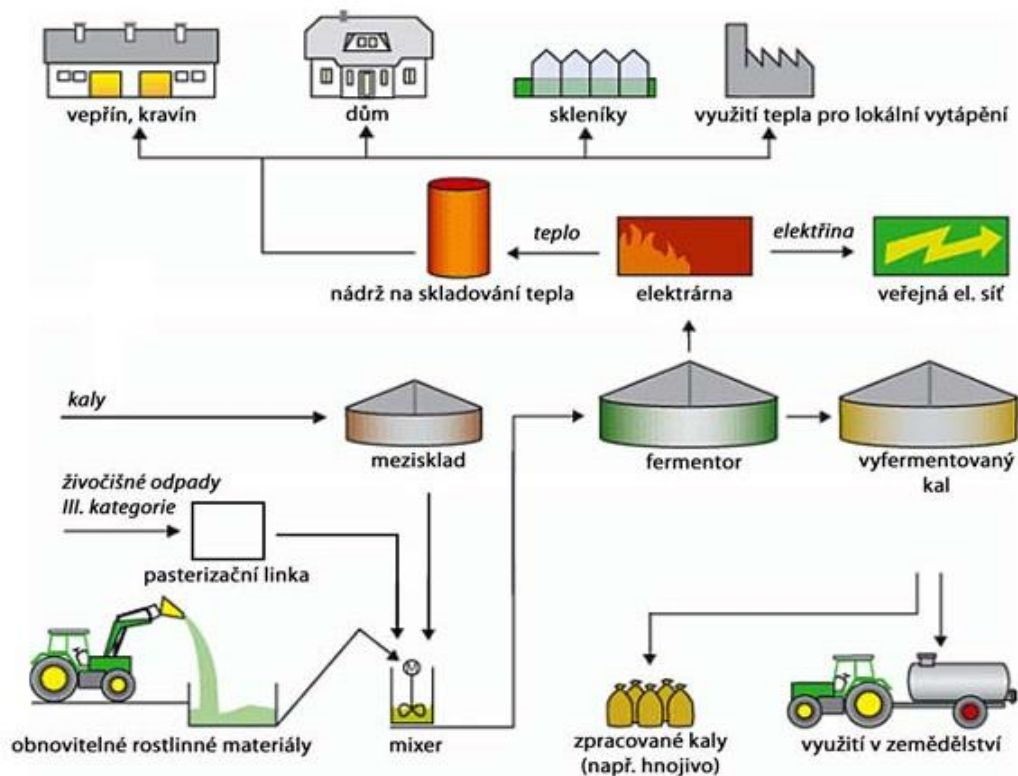 vepřín, kravín
dům
skleníky
využití tepla pro lokální vytápění
teplo
elektřina
nádrž na skladování tepla
elektrárna
veřejná el. síť
kaly
mezisklad
fermentor
vyfermentovaný
kal
živočišné odpady
III. kategorie
pasterizační linka
obnovitelné rostlinné materiály
mixer
zpracované kaly
(např. hnojivo)
využití v zemědělství